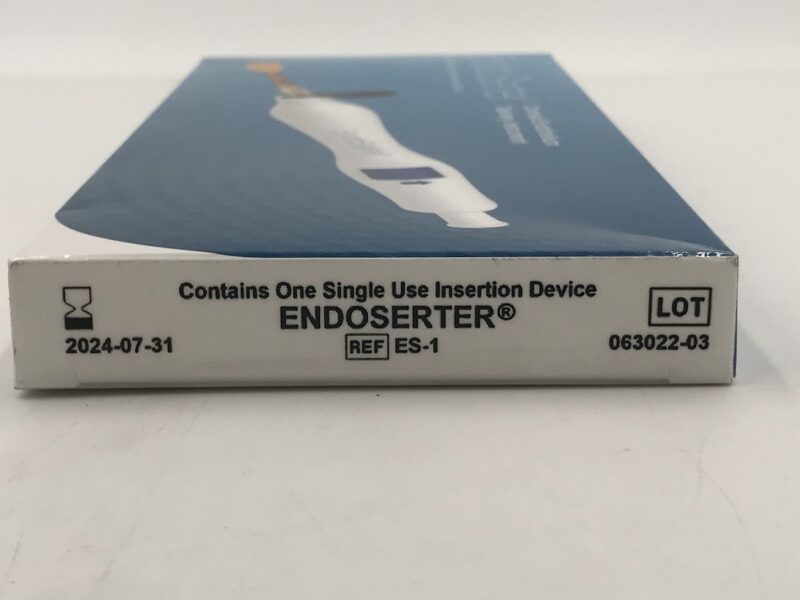 Contains One Single Use Insertion Device
ENDOSERTER®
LOT
2024-07-31
REF ES-1
063022-03